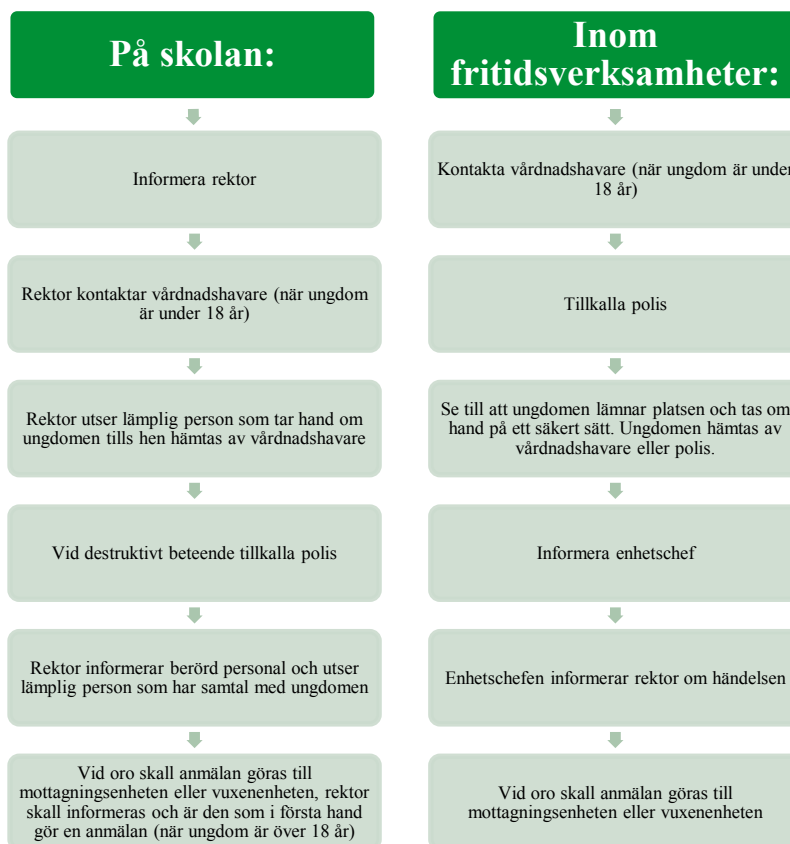 På skolan:
Informera rektor
Rektor kontaktar vårdnadshavare (när ungdom
är under 18 år)
Rektor utser lämplig person som tar hand om
ungdomen tills hen hämtas av vårdnadshavare
Vid destruktivt beteende tillkalla polis
Rektor informerar berörd personal och utser
lämplig person som har samtal med ungdomen
Vid oro skall anmälan göras till
mottagningsenheten eller vuxenenheten, rektor
skall informeras och är den som i första hand
gör en anmälan (när ungdom är över 18 år)
Inom
fritidsverksamheter:
Kontakta vårdnadshavare (när ungdom är under
18 år)
Tillkalla polis
Se till att ungdomen lämnar platsen och tas om
hand på ett säkert sätt. Ungdomen hämtas av
vårdnadshavare eller polis.
Informera enhetschef
Enhetschefen informerar rektor om händelsen
Vid oro skall anmälan göras till
mottagningsenheten eller vuxenenheten